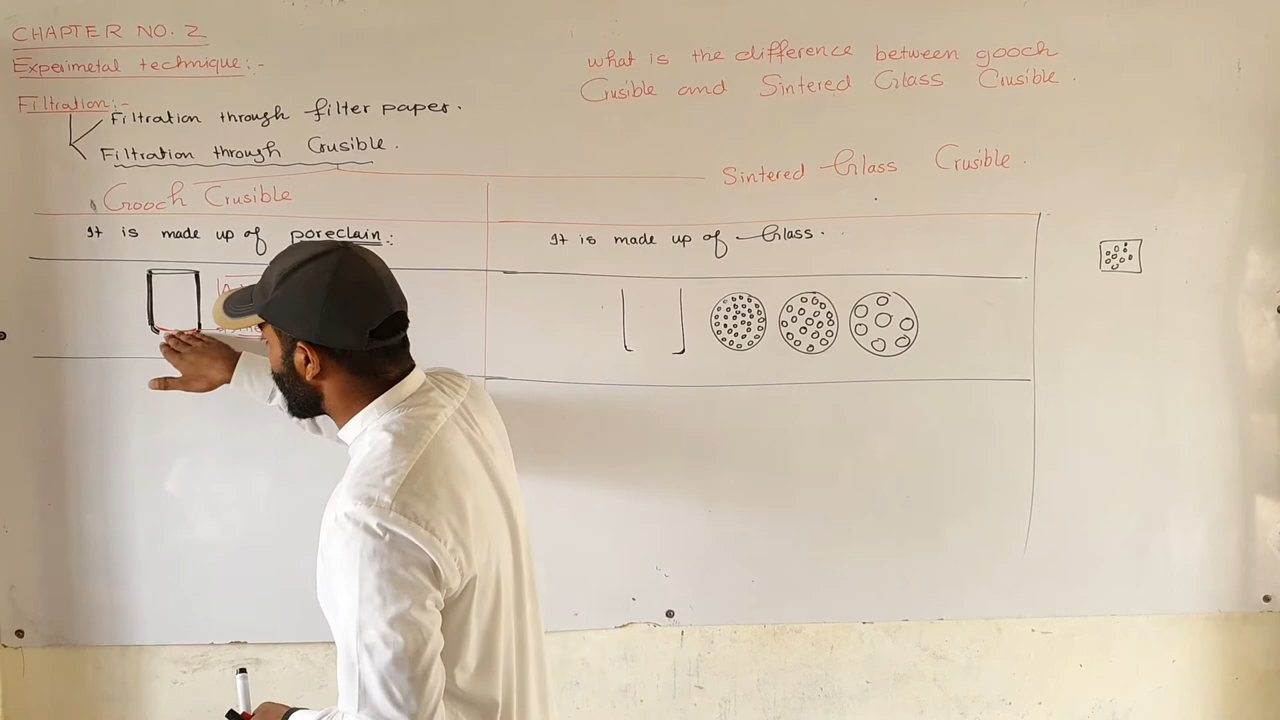 CHAPTER NO. 2
Experimetal technique:-
what is the difference between gooch
Crusible and Sintered Glass Crusible.
Filtration:-
Filtration through filter paper.
Filtration through Crusible.
Gooch Crusible
Sintered Glass Crusible.
It is made up of poreclain:
It is made up of Glass.